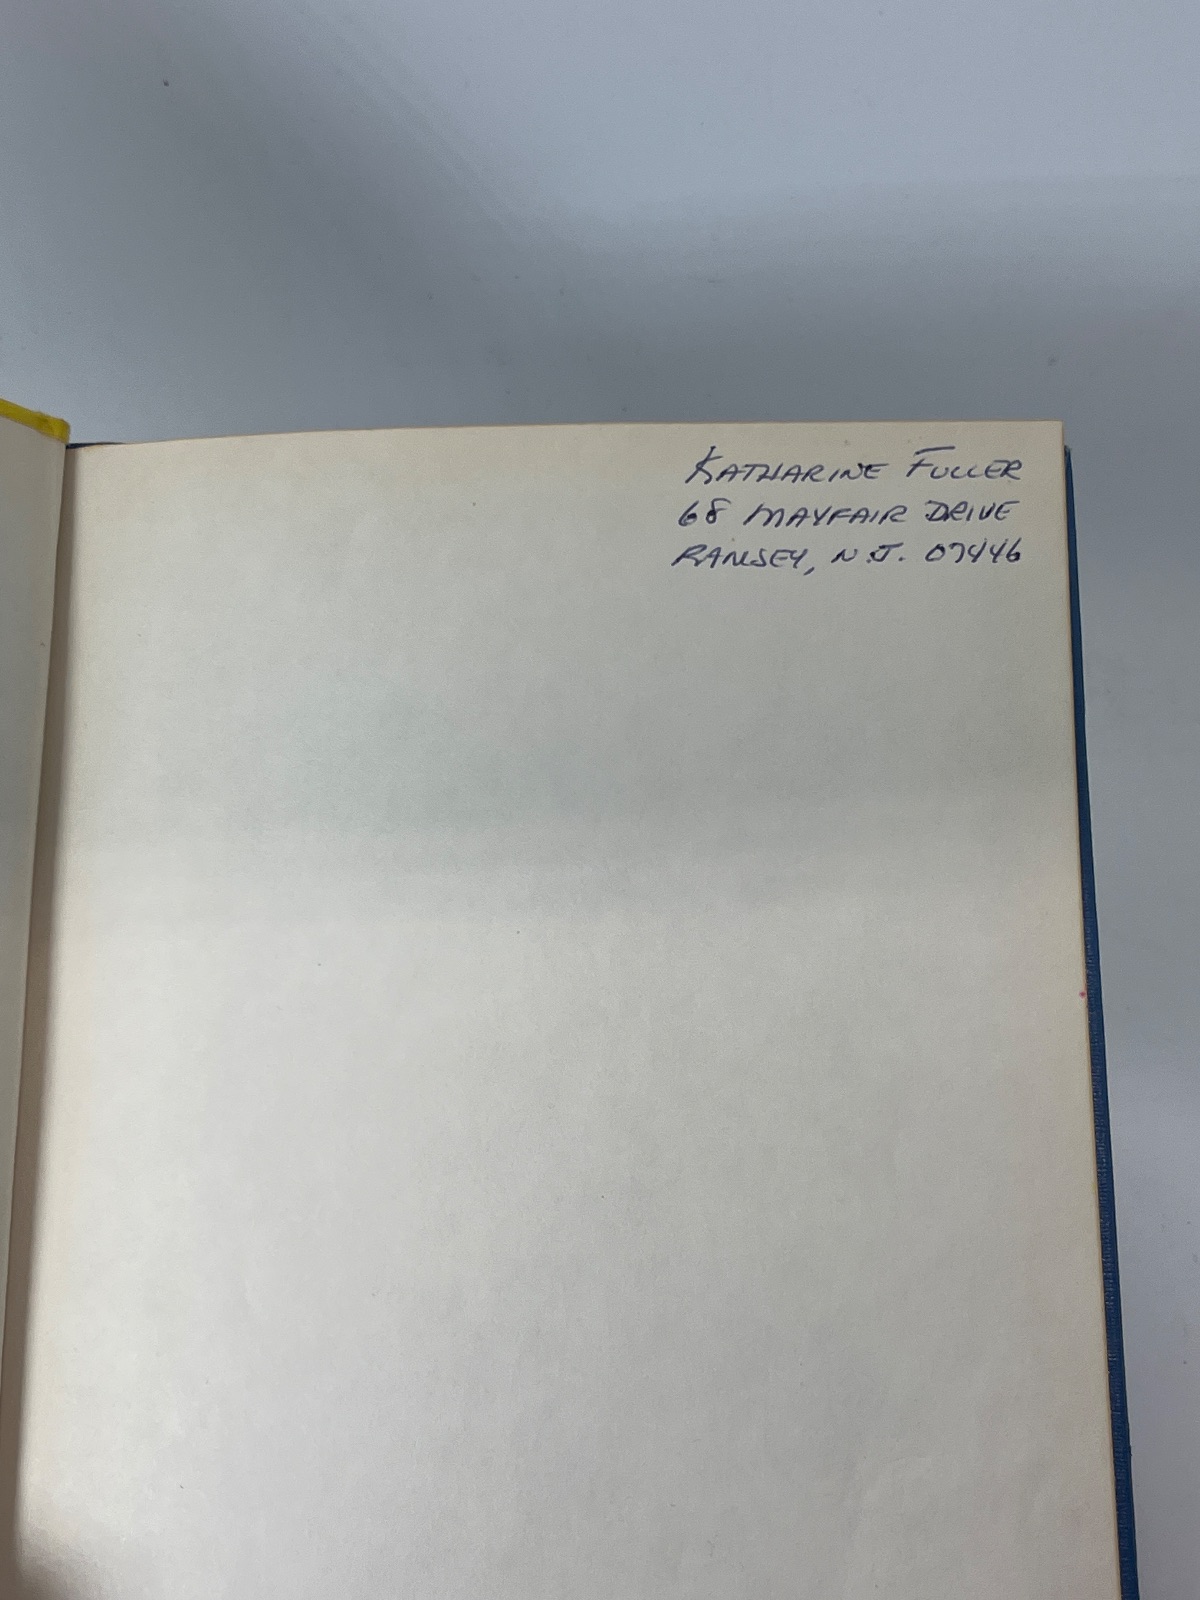 KATHARINE FULLER
68 MAYFAIR DRIVE
RAMSEY, N.J. 07446